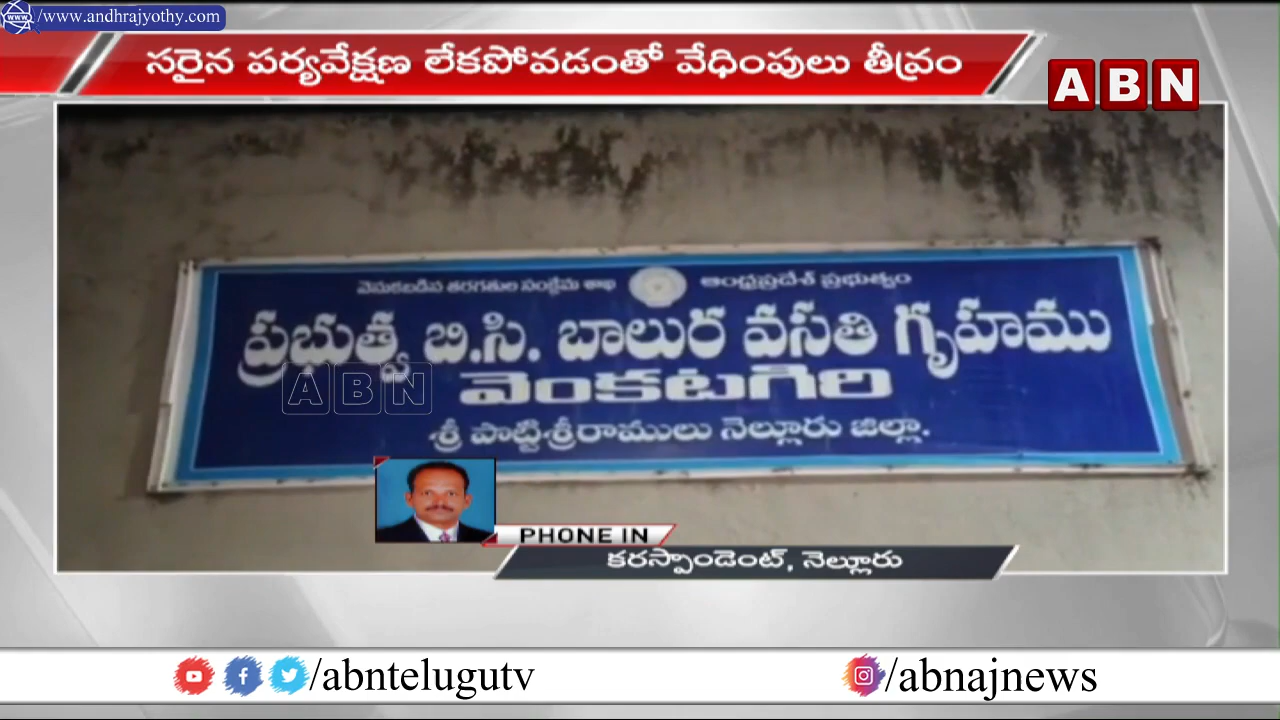 /www.andhrajyothy.com
సరైన పర్యవేక్షణ లేకపోవడంతో వేధింపులు తీవ్రం
ABN
వెనుకబడిన తరగతుల సంక్షేమ శాఖ ఆంధ్రప్రదేశ్ ప్రభుత్వం
ప్రభుత్వ బి.సి. బాలుర వసతి గృహము
వెంకటగిరి
ABN
శ్రీ పొట్టిశ్రీరాములు నెల్లూరు జిల్లా.
PHONE IN
కరస్పాండెంట్, నెల్లూరు
/abntelugutv
/abnajnews